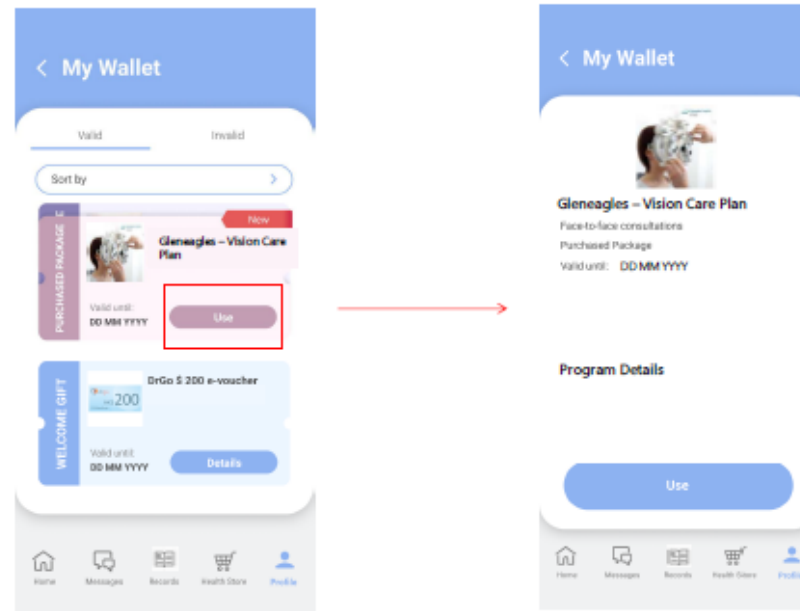 My Wallet
Valid
Invalid
Sort by
New
PURCHASED PACKAGE
Gleneagles – Vision Care
Plan
Valid until:
DD MM YYYY
Use
WELCOME GIFT
DrGo $ 200 e-voucher
200
Valid until:
DD MM YYYY
Details
Home
Messages
Records
Health Store
Profile
My Wallet
Gleneagles – Vision Care Plan
Face-to-face consultations
Purchased Package
Valid until: DD MM YYYY
Program Details
Use
Home
Messages
Records
Health Store
Profile